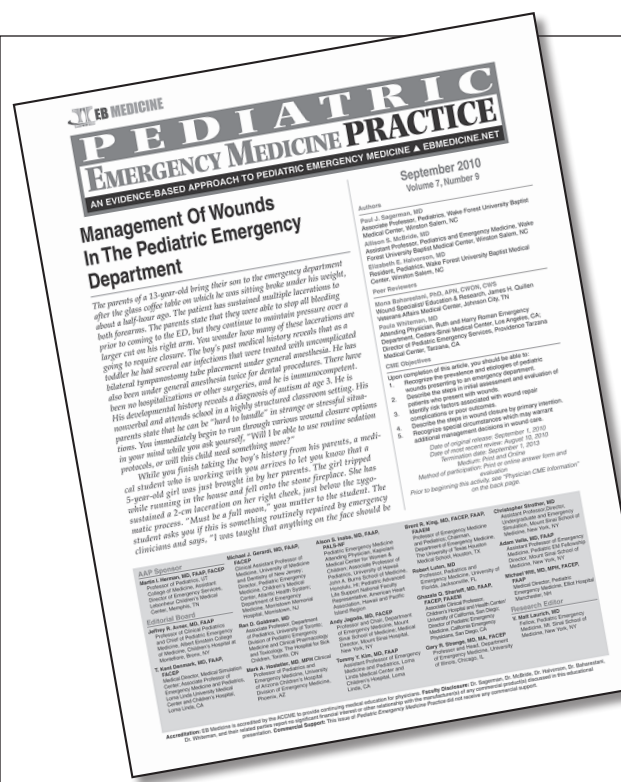 EB MEDICINE
PEDIATRIC
EMERGENCY MEDICINE PRACTICE
AN EVIDENCE-BASED APPROACH TO PEDIATRIC EMERGENCY MEDICINE ▲ EBMEDICINE.NET
Management Of Wounds
In The Pediatric Emergency
Department
The parents of a 13-year-old bring their son to the emergency department
after the glass coffee table on which he was sitting broke under his weight,
about a half-hour ago. The patient has sustained multiple lacerations to
both forearms. The parents state that they were able to stop all bleeding
prior to coming to the ED, but they continue to maintain pressure over a
larger cut on his right arm. You wonder how many of these lacerations are
going to require closure. The boy's past medical history reveals that as a
toddler he had several ear infections that were treated with uncomplicated
bilateral tympanostomy tube placement under general anesthesia. He has
also been under general anesthesia twice for dental procedures. There have
been no hospitalizations or other surgeries, and he is immunocompetent.
His developmental history reveals a diagnosis of autism at age 3. He is
nonverbal and attends school in a highly structured classroom setting. His
parents state that he can be "hard to handle" in strange or stressful situa-
tions. You immediately begin to run through various wound closure options
in your mind while you ask yourself, "Will I be able to use routine sedation
protocols, or will this child need something more?"
While you finish taking the boy's history from his parents, a medi-
cal student who is working with you arrives to let you know that a
5-year-old girl was just brought in by her parents. The girl tripped
while running in the house and fell onto the stone fireplace. She has
sustained a 2-cm laceration on her right cheek, just below the zygo-
matic process. "Must be a full moon," you mutter to the student. The
student asks you if this is something routinely repaired by emergency
clinicians and says, "I was taught that anything on the face should be
September 2010
Volume 7, Number 9
Authors
Paul J. Sagerman, MD
Associate Professor, Pediatrics, Wake Forest University Baptist
Medical Center, Winston Salem, NC
Allison S. McBride, MD
Assistant Professor, Pediatrics and Emergency Medicine, Wake
Forest University Baptist Medical Center, Winston Salem, NC
Elizabeth E. Halvorson, MD
Resident, Pediatrics, Wake Forest University Baptist Medical
Center, Winston Salem, NC
Peer Reviewers
Mona Baharestani, PhD, APN, CWON, CWS
Wound Specialist/ Education & Research, James H. Quillen
Veterans Affairs Medical Center, Johnson City, TN
Paula Whiteman, MD
Attending Physician, Ruth and Harry Roman Emergency
Department, Cedars-Sinai Medical Center, Los Angeles, CA;
Director of Pediatric Emergency Services, Providence Tarzana
Medical Center, Tarzana, CA
CME Objectives
Upon completion of this article, you should be able to:
1. Recognize the prevalence and etiologies of pediatric
wounds presenting to an emergency department.
2. Describe the steps in initial assessment and evaluation of
patients who present with wounds.
3. Identify risk factors associated with wound repair
complications or poor outcomes.
4. Describe the steps in wound closure by primary intention.
5. Recognize special circumstances which may warrant
additional management decisions in wound care.
Date of original release: September 1, 2010
Date of most recent review: August 10, 2010
Termination date: September 1, 2013
Medium: Print and Online
Method of participation: Print or online answer form and
evaluation
Prior to beginning this activity, see "Physician CME Information"
on the back page.
AAP Sponsor
Martin I. Herman, MD, FAAP, FACEP
Editorial Board
Jeffrey R. Avner, MD, FAAP
T. Kent Denmark, MD, FAAP,
FACEP
Michael J. Gerardi, MD, FAAP,
FACEP
Ran D. Goldman, MD
Mark A. Hostetler, MD, MPH
Alson S. Inaba, MD, FAAP,
PALS-NF
Andy Jagoda, MD, FACEP
Tommy Y. Kim, MD, FAAP
Brent R. King, MD, FACEP, FAAP,
FAAEM
Robert Luten, MD
Ghazala Q. Sharieff, MD, FAAP,
FACEP, FAAEM
Gary R. Strange, MD, MA, FACEP
Christopher Strother, MD
Adam Vella, MD, FAAP
Michael Witt, MD, MPH, FACEP,
FAAP
Research Editor
V. Matt Laurich, MD